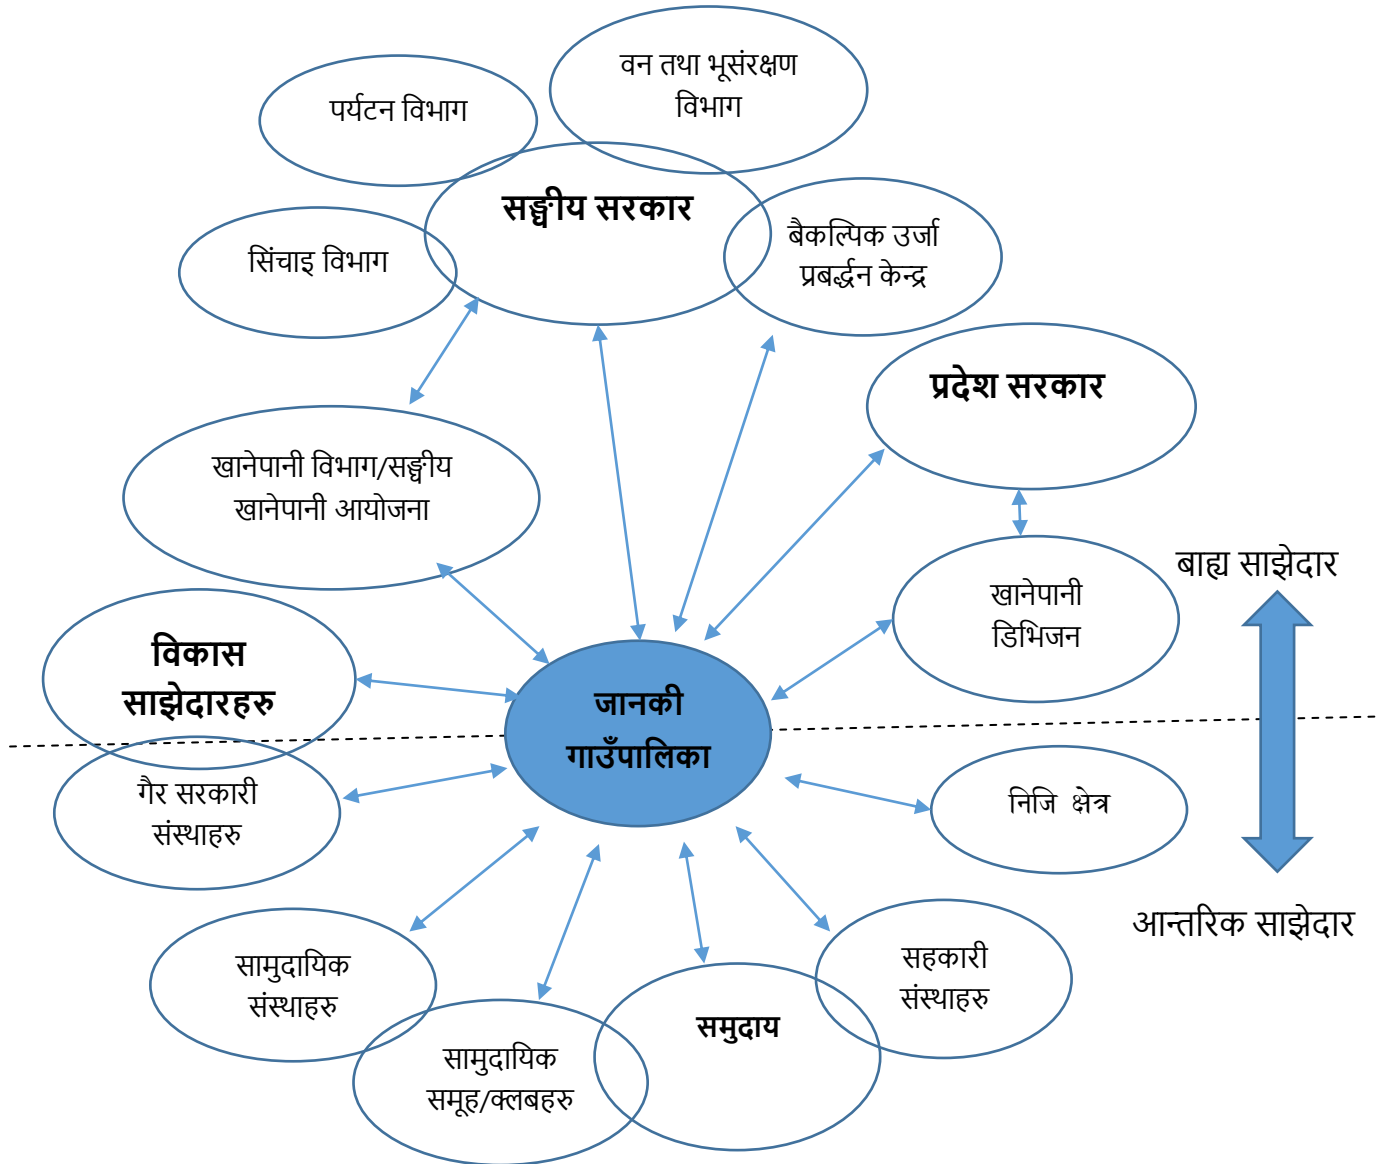 वन तथा भूसंरक्षण
विभाग
पर्यटन विभाग
सङ्घीय सरकार
बैकल्पिक उर्जा
प्रबर्द्धन केन्द्र
सिंचाइ विभाग
प्रदेश सरकार
खानेपानी विभाग/सङ्घीय
खानेपानी आयोजना
बाह्य साझेदार
खानेपानी
डिभिजन
विकास
साझेदारहरु
जानकी
गाउँपालिका
गैर सरकारी
संस्थाहरु
निजि क्षेत्र
आन्तरिक साझेदार
सामुदायिक
संस्थाहरु
सहकारी
संस्थाहरु
समुदाय
सामुदायिक
समूह/क्लबहरु